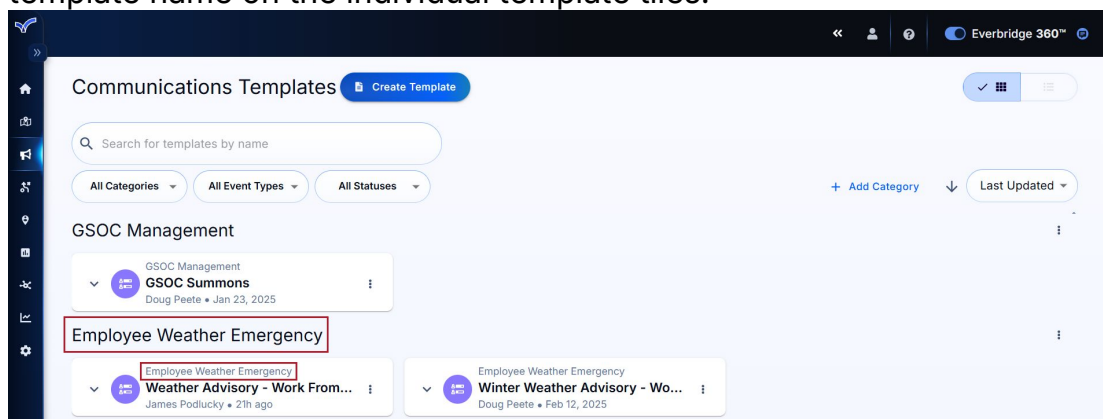 template name on the individual template tiles.
Everbridge 360™
Communications Templates
Create Template
Search for templates by name
All Categories
All Event Types
All Statuses
+ Add Category
Last Updated
GSOC Management
GSOC Management
GSOC Summons
Doug Peete • Jan 23, 2025
Employee Weather Emergency
Employee Weather Emergency
Weather Advisory - Work From...
James Podlucky • 21h ago
Employee Weather Emergency
Winter Weather Advisory - Wo...
Doug Peete • Feb 12, 2025